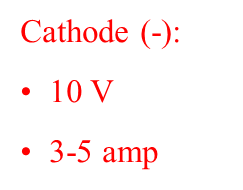 Cathode (-):
• 10 V
• 3-5 amp